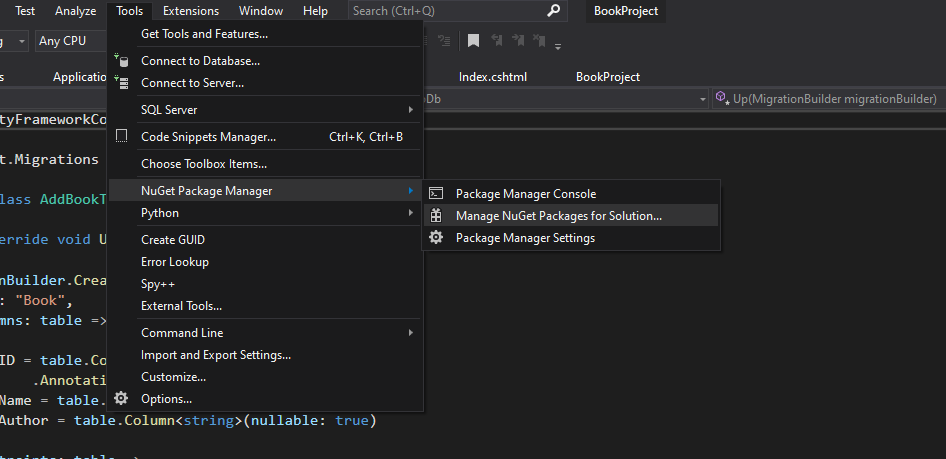 Test Analyze Tools Extensions Window Help Search (Ctrl+Q) BookProject
Any CPU
Index.cshtml BookProject
Up(MigrationBuilder migrationBuilder)
Get Tools and Features...
Connect to Database...
Connect to Server...
SQL Server
Code Snippets Manager... Ctrl+K, Ctrl+B
Choose Toolbox Items...
NuGet Package Manager
Python
Create GUID
Error Lookup
Spy++
External Tools...
Command Line
Import and Export Settings...
Customize...
Options...
Package Manager Console
Manage NuGet Packages for Solution...
Package Manager Settings
s Applicatio
Db
tyFrameworkCo
t.Migrations
lass AddBookT
erride void U
nBuilder.Crea
: "Book",
mns: table =>
ID = table.Co
.Annotati
Name = table.
Author = table.Column<string>(nullable: true)